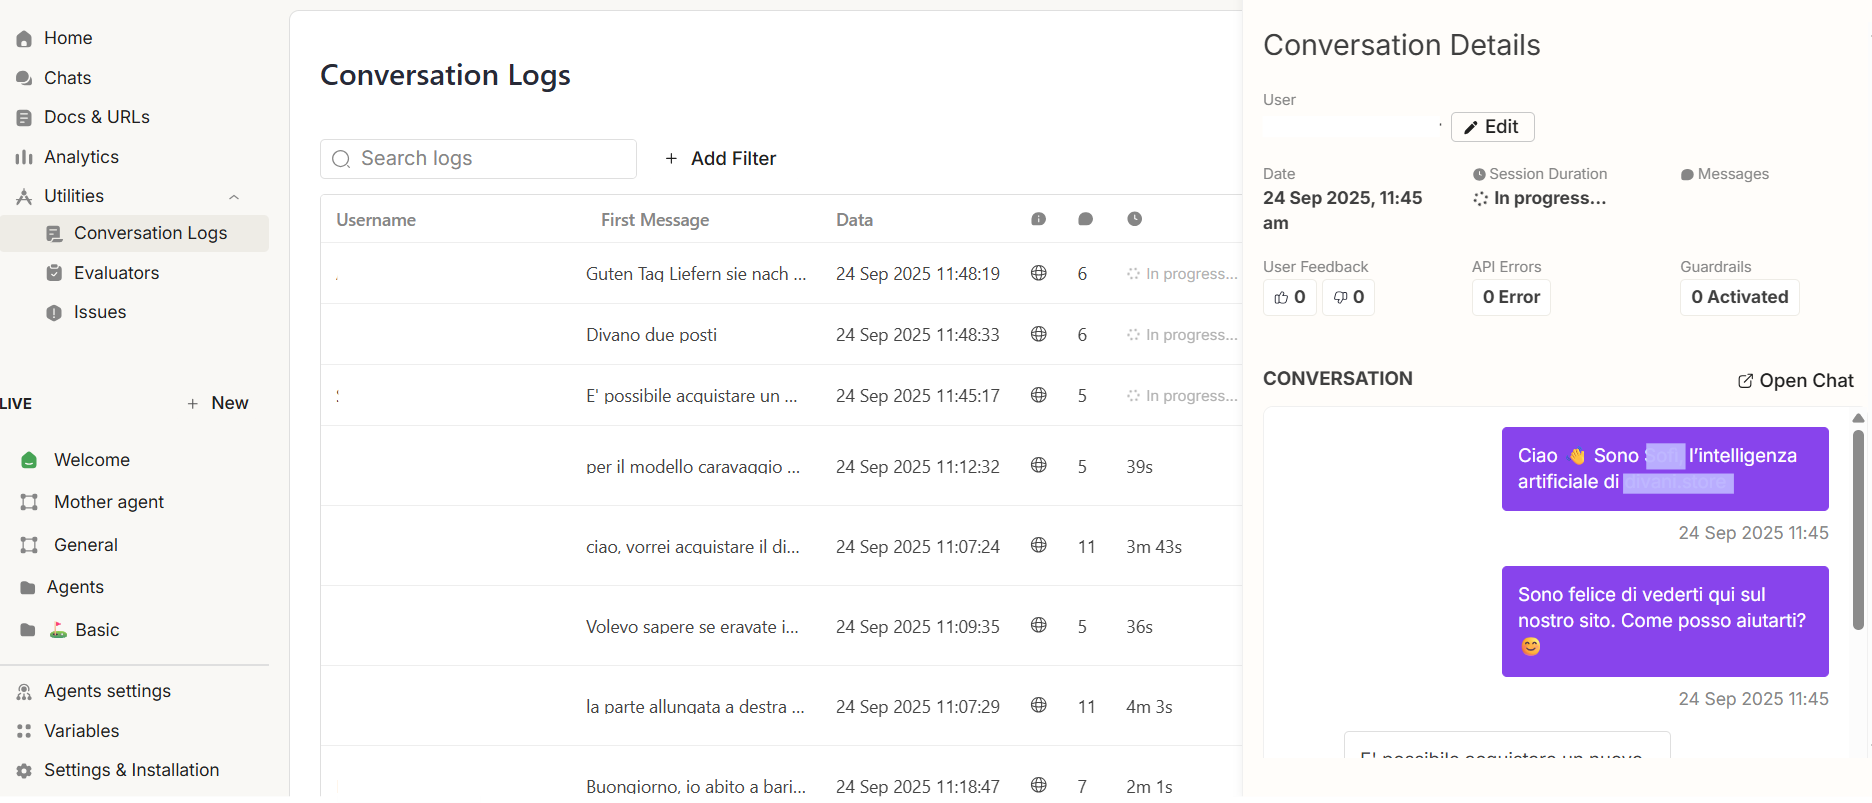 Home
Chats
Docs & URLs
Analytics
Utilities
Conversation Logs
Evaluators
Issues
LIVE
+ New
Welcome
Mother agent
General
Agents
Basic
Agents settings
Variables
Settings & Installation
Conversation Logs
Search logs
+ Add Filter
Username First Message Data
Guten Tag Liefern sie nach ... 24 Sep 2025 11:48:19 6 In progress...
Divano due posti 24 Sep 2025 11:48:33 6 In progress...
E' possibile acquistare un ... 24 Sep 2025 11:45:17 5 In progress...
per il modello caravaggio ... 24 Sep 2025 11:12:32 5 39s
ciao, vorrei acquistare il di... 24 Sep 2025 11:07:24 11 3m 43s
Volevo sapere se eravate i... 24 Sep 2025 11:09:35 5 36s
la parte allungata a destra ... 24 Sep 2025 11:07:29 11 4m 3s
Buongiorno, io abito a bari... 24 Sep 2025 11:18:47 7 2m 1s
Conversation Details
User
Edit
Date
24 Sep 2025, 11:45
am
Session Duration
In progress...
Messages
User Feedback
0 0
API Errors
0 Error
Guardrails
0 Activated
CONVERSATION
Open Chat
Ciao 👋 Sono Sofi, l'intelligenza
artificiale di divani.store
24 Sep 2025 11:45
Sono felice di vederti qui sul
nostro sito. Come posso aiutarti?
😊
24 Sep 2025 11:45
E' possibile acquistare un nuovo